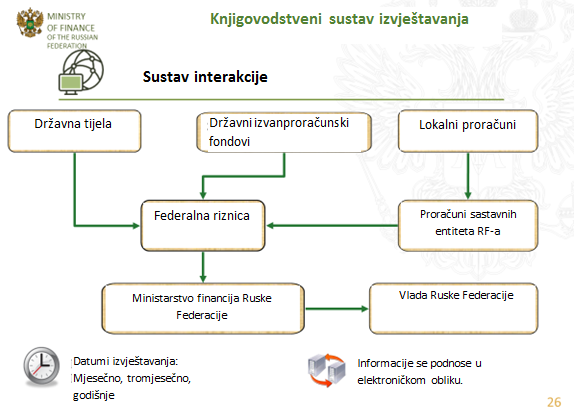 MINISTRY
OF FINANCE
OF THE RUSSIAN
FEDERATION
Knjigovodstveni sustav izvještavanja
Sustav interakcije
Državna tijela
Državni izvanproračunski
fondovi
Lokalni proračuni
Federalna riznica
Proračuni sastavnih
entiteta RF-a
Ministarstvo financija Ruske
Federacije
Vlada Ruske Federacije
Datumi izvještavanja:
Mjesečno, tromjesečno,
godišnje
Informacije se podnose u
elektroničkom obliku.
26